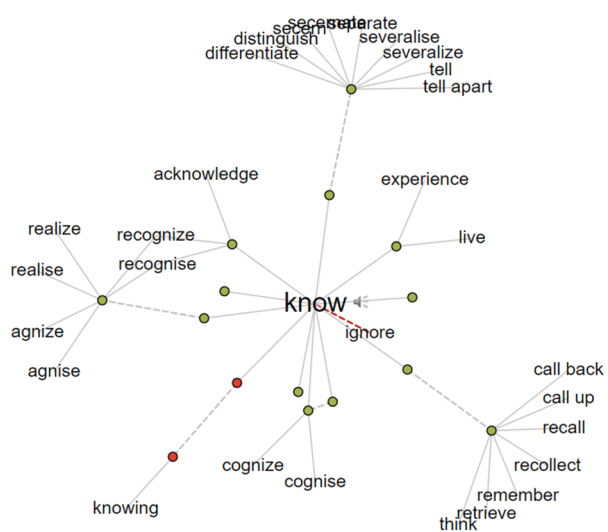 secernate
separate
secern
severalise
distinguish
severalize
differentiate
tell
tell apart
acknowledge
experience
realize
recognize
live
realise
recognise
know
agnize
ignore
agnise
call back
call up
recall
cognize
recollect
cognise
remember
knowing
retrieve
think